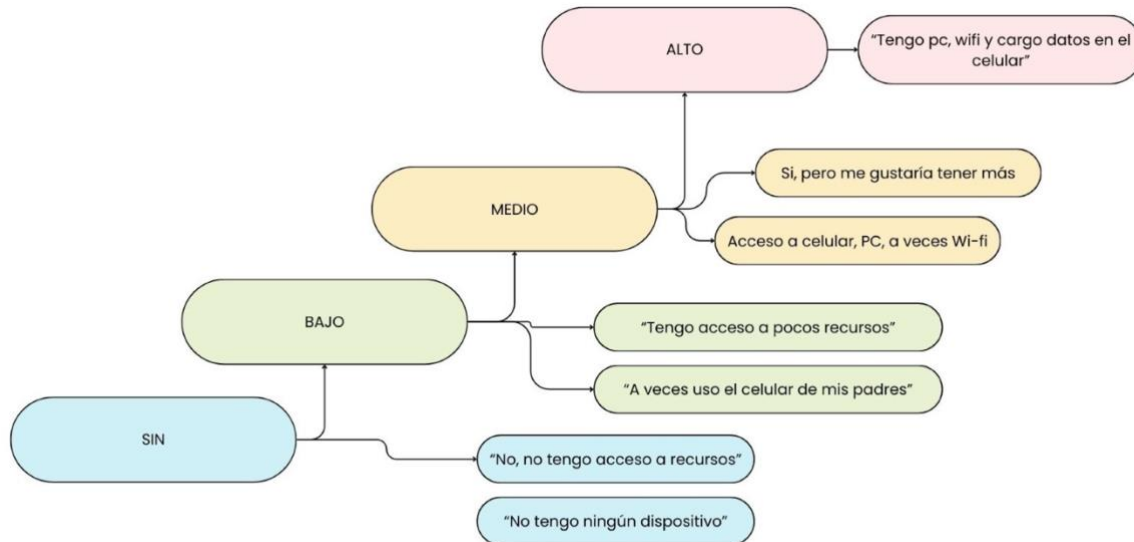 ALTO
“Tengo pc, wifi y cargo datos en el
celular”
MEDIO
Si, pero me gustaría tener más
Acceso a celular, PC, a veces Wi-fi
BAJO
“Tengo acceso a pocos recursos”
“A veces uso el celular de mis padres”
SIN
“No, no tengo acceso a recursos”
“No tengo ningún dispositivo”